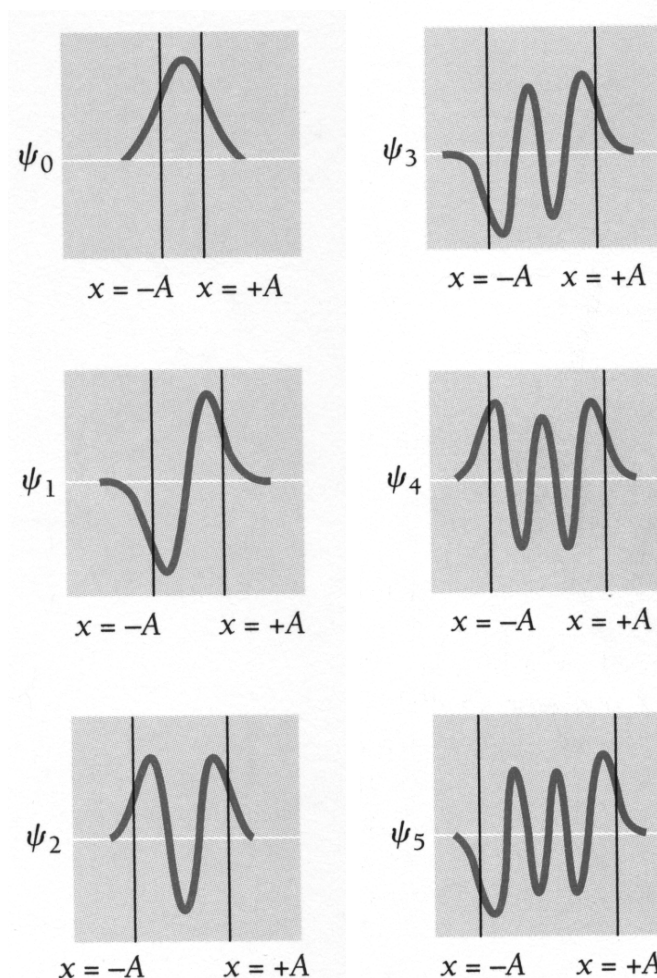 ψ₀
x = –A x = +A
ψ₁
x = –A x = +A
ψ₂
x = –A x = +A
ψ₃
x = –A x = +A
ψ₄
x = –A x = +A
ψ₅
x = –A x = +A